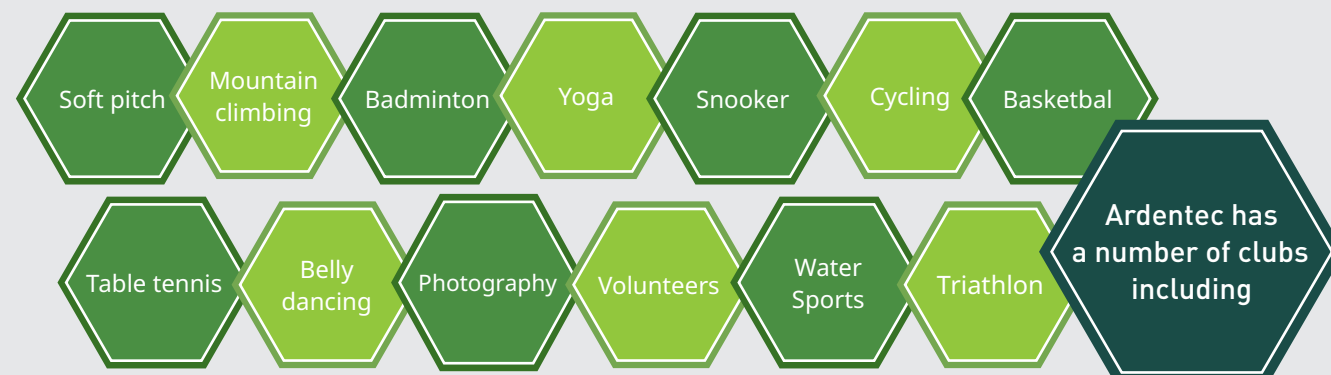 Soft pitch
Mountain
climbing
Badminton
Yoga
Snooker
Cycling
Basketbal
Table tennis
Belly
dancing
Photography
Volunteers
Water
Sports
Triathlon
Ardentec has
a number of clubs
including